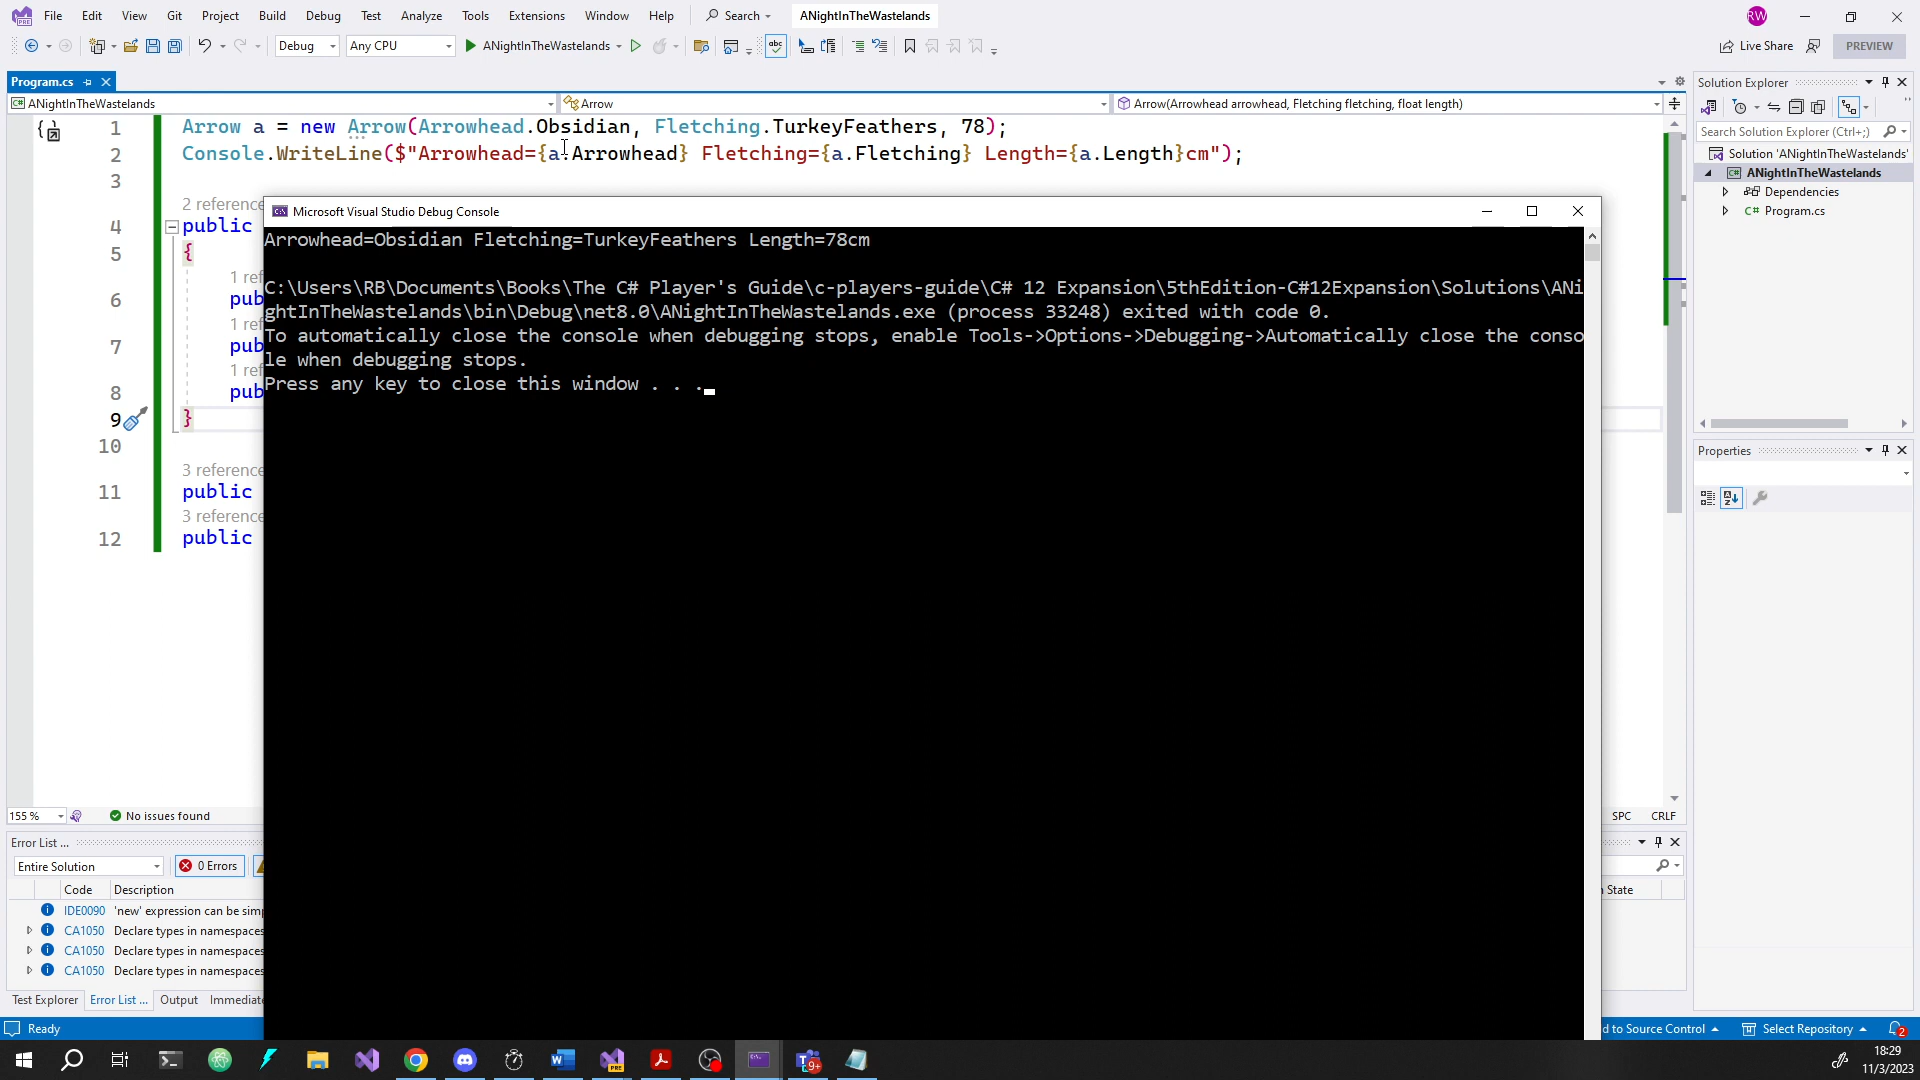 File Edit View Git Project Build Debug Test Analyze Tools Extensions Window Help Search ANightInTheWastelands RW
Debug Any CPU ANightInTheWastelands abc Live Share PREVIEW
Program.cs
C# ANightInTheWastelands Arrow Arrow(Arrowhead arrowhead, Fletching fletching, float length)
1 Arrow a = new Arrow(Arrowhead.Obsidian, Fletching.TurkeyFeathers, 78);
2 Console.WriteLine($"Arrowhead={a.Arrowhead} Fletching={a.Fletching} Length={a.Length}cm");
3
2 reference
4 public
5 {
1 ref
6 pub
1 ref
7 pub
1 ref
8 pub
9 }
10
3 reference
11 public
3 reference
12 public
Microsoft Visual Studio Debug Console
Arrowhead=Obsidian Fletching=TurkeyFeathers Length=78cm
C:\Users\RB\Documents\Books\The C# Player's Guide\c-players-guide\C# 12 Expansion\5thEdition-C#12Expansion\Solutions\ANi
ghtInTheWastelands\bin\Debug\net8.0\ANightInTheWastelands.exe (process 33248) exited with code 0.
To automatically close the console when debugging stops, enable Tools->Options->Debugging->Automatically close the conso
le when debugging stops.
Press any key to close this window . . .
Solution Explorer
Search Solution Explorer (Ctrl+;)
Solution 'ANightInTheWastelands'
C# ANightInTheWastelands
Dependencies
C# Program.cs
Properties
155 % No issues found SPC CRLF
Error List ...
Entire Solution 0 Errors
Code Description State
IDE0090 'new' expression can be sim
CA1050 Declare types in namespaces
CA1050 Declare types in namespaces
CA1050 Declare types in namespaces
Test Explorer Error List ... Output Immediate
Ready d to Source Control Select Repository 2
PRE 9+ 18:29
11/3/2023